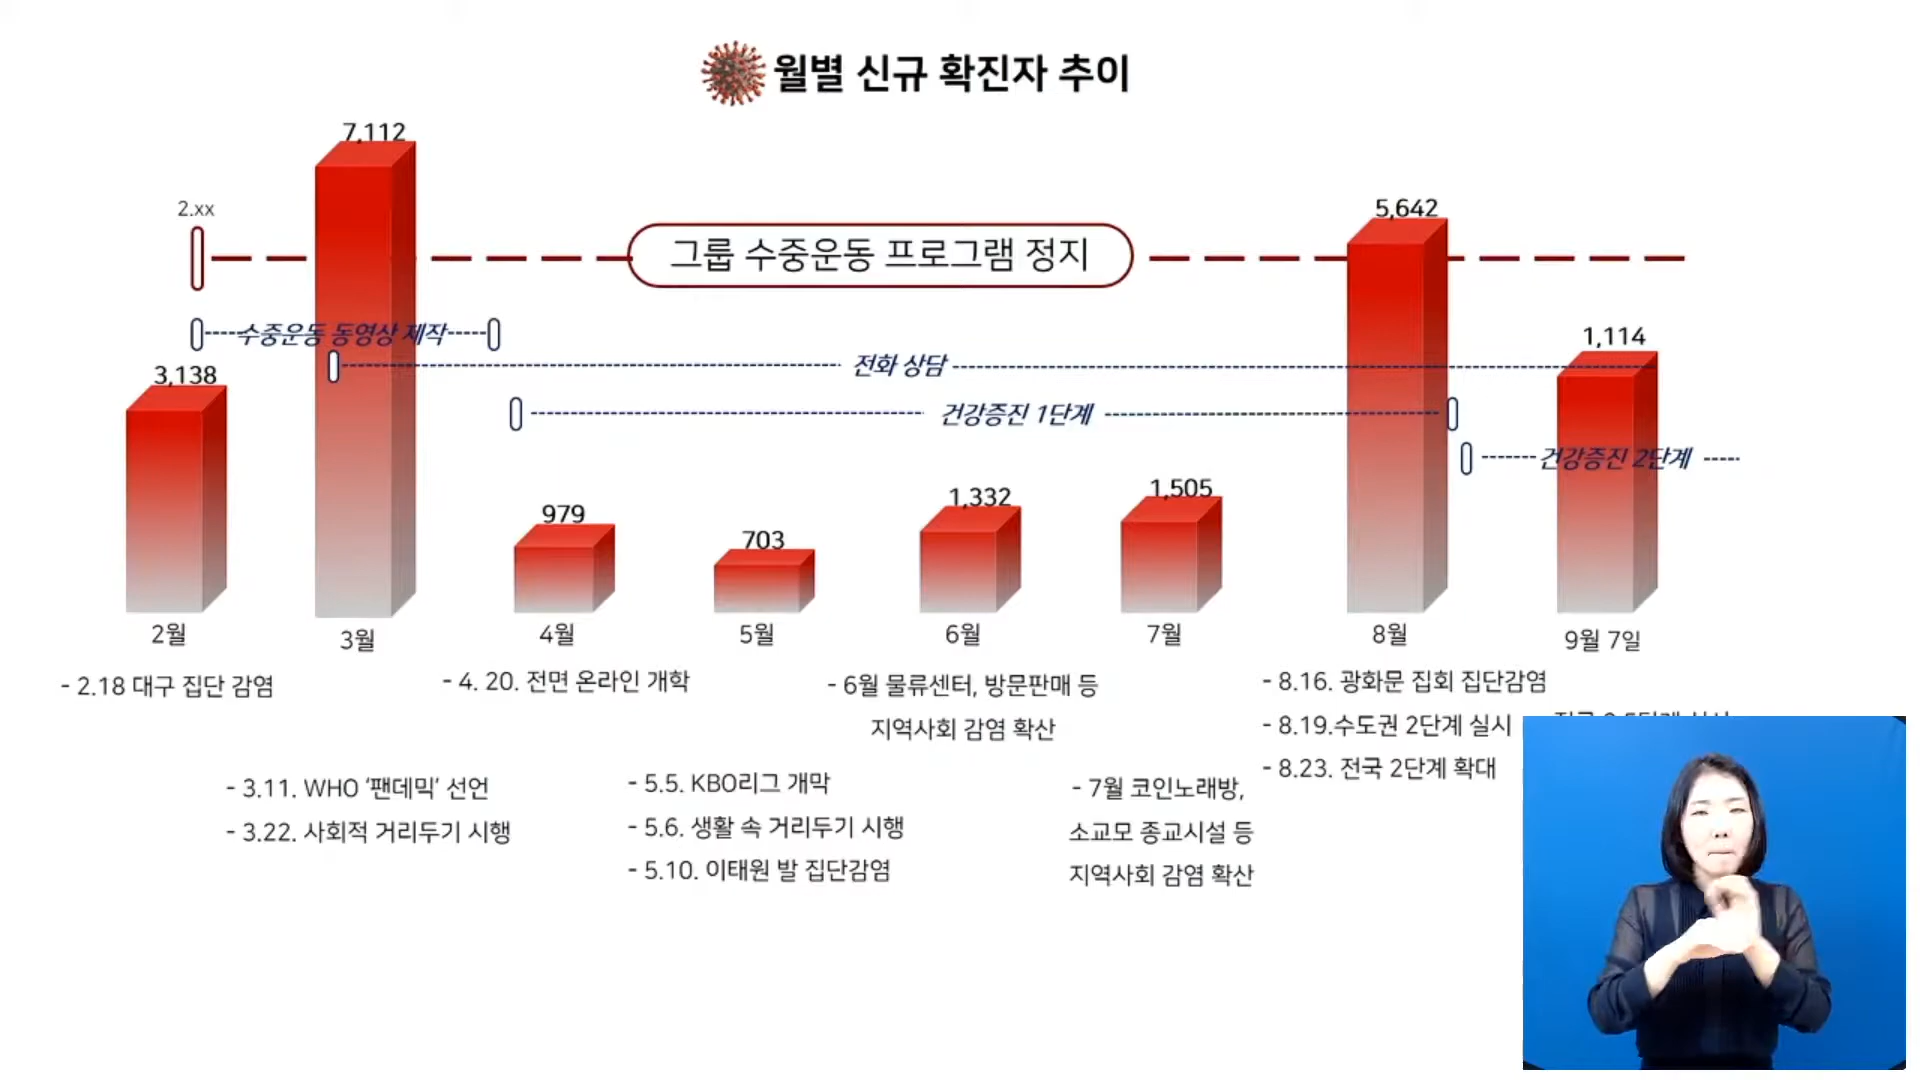 월별 신규 확진자 추이
7,112
2.xx
5,642
그룹 수중운동 프로그램 정지
수중운동 동영상 제작
1,114
전화 상담
3,138
건강증진 1단계
건강증진 2단계
979
703
1,332
1,505
2월
3월
4월
5월
6월
7월
8월
9월 7일
- 2.18 대구 집단 감염
- 3.11. WHO ‘팬데믹’ 선언
- 3.22. 사회적 거리두기 시행
- 4. 20. 전면 온라인 개학
- 5.5. KBO리그 개막
- 5.6. 생활 속 거리두기 시행
- 5.10. 이태원 발 집단감염
- 6월 물류센터, 방문판매 등
지역사회 감염 확산
- 7월 코인노래방,
소교모 종교시설 등
지역사회 감염 확산
- 8.16. 광화문 집회 집단감염
- 8.19.수도권 2단계 실시
- 8.23. 전국 2단계 확대